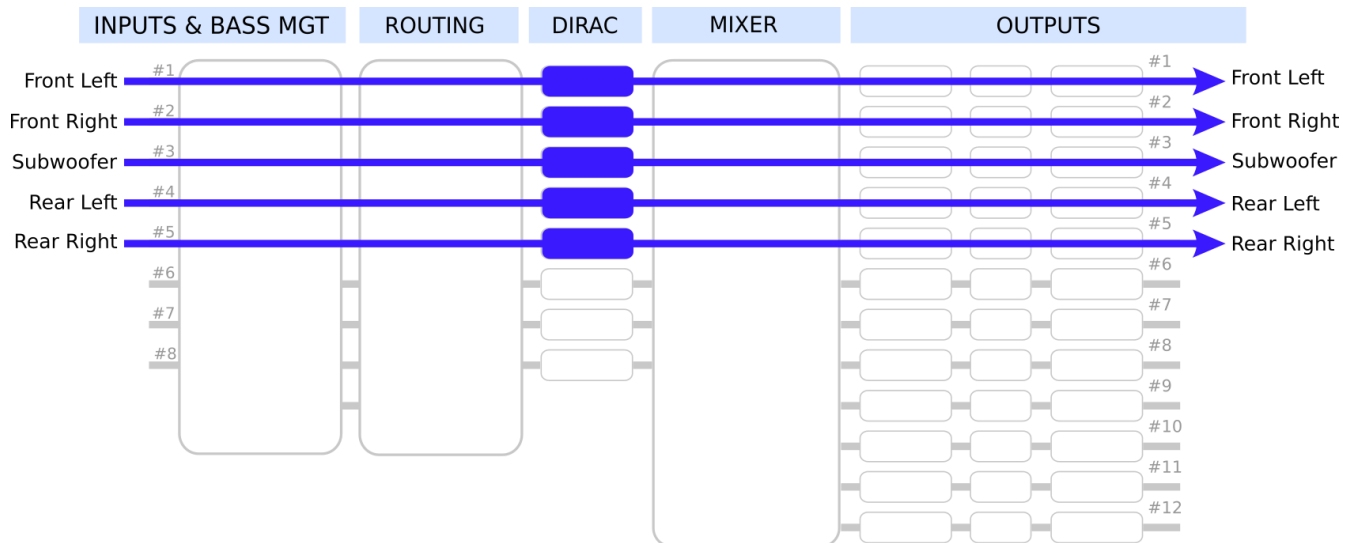 INPUTS & BASS MGT ROUTING DIRAC MIXER OUTPUTS
Front Left #1 #1 Front Left
Front Right #2 #2 Front Right
Subwoofer #3 #3 Subwoofer
Rear Left #4 #4 Rear Left
Rear Right #5 #5 Rear Right
#6 #6
#7 #7
#8 #8
#9
#10
#11
#12